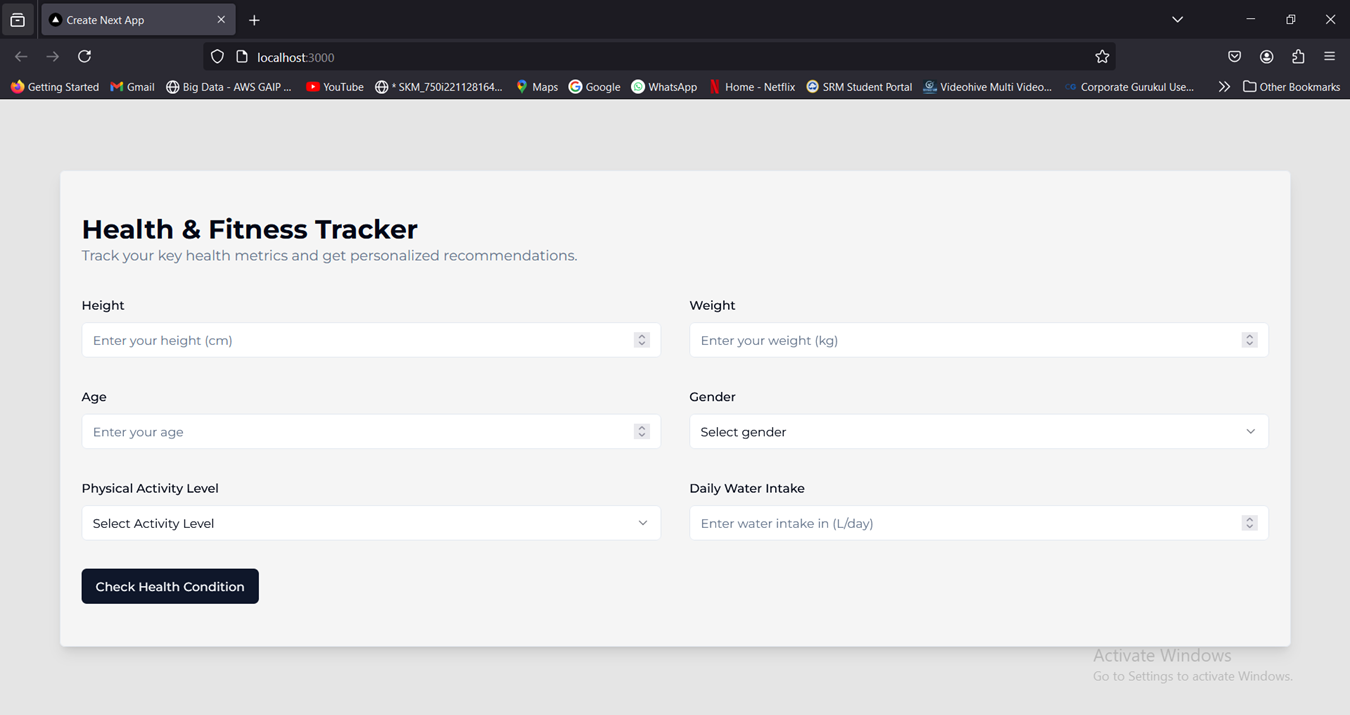 Create Next App
localhost:3000
Getting Started Gmail Big Data - AWS GAIP ... YouTube * SKM_750i221128164... Maps Google WhatsApp Home - Netflix SRM Student Portal Videohive Multi Video... Corporate Gurukul Use... Other Bookmarks
Health & Fitness Tracker
Track your key health metrics and get personalized recommendations.
Height Weight
Enter your height (cm) Enter your weight (kg)
Age Gender
Enter your age Select gender
Physical Activity Level Daily Water Intake
Select Activity Level Enter water intake in (L/day)
Check Health Condition
Activate Windows
Go to Settings to activate Windows.